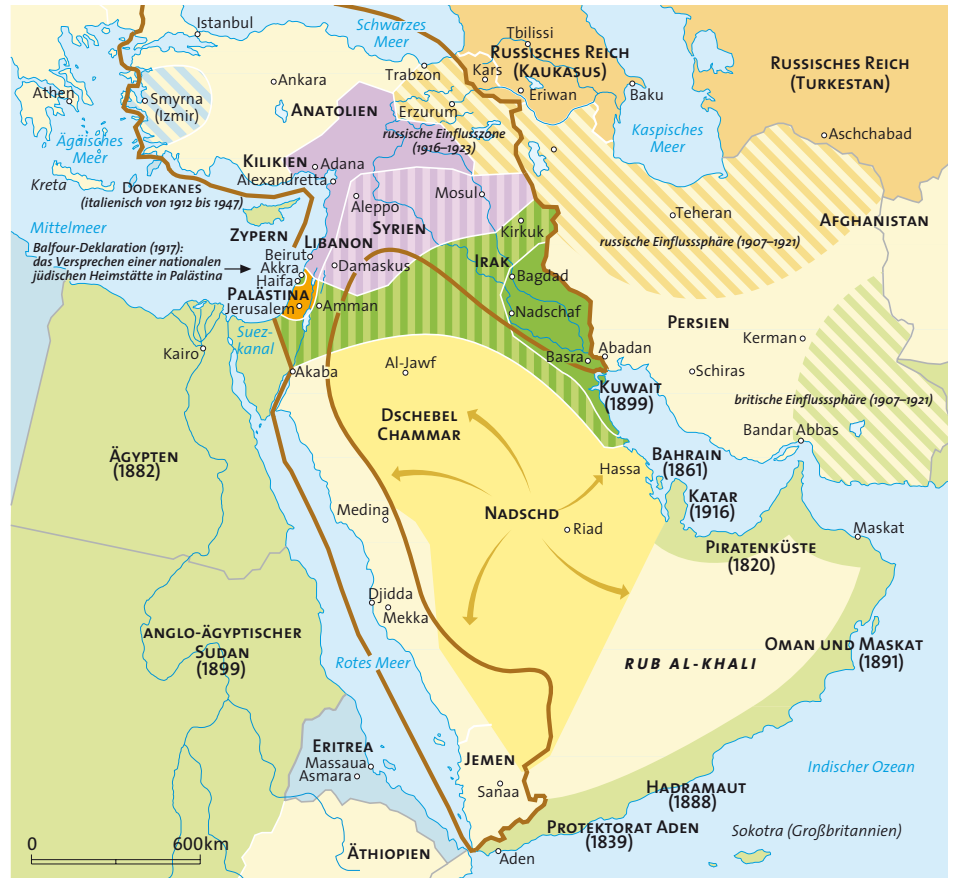 Istanbul
Schwarzes
Meer
Tbilissi
Russisches Reich
(Kaukasus)
Russisches Reich
(Turkestan)
Trabzon
Kars
Ankara
Athen
Smyrna
(Izmir)
Anatolien
Erzurum
Eriwan
Baku
Aschchabad
russische Einflusszone
(1916–1923)
Kaspisches
Meer
Ägäisches
Meer
Kilikien
Adana
Alexandretta
Kreta
Dodekanes
(italienisch von 1912 bis 1947)
Aleppo
Mosul
Teheran
Afghanistan
Mittelmeer
Zypern
Syrien
Kirkuk
russische Einflusssphäre (1907–1921)
Balfour-Deklaration (1917):
das Versprechen einer nationalen
jüdischen Heimstätte in Palästina
Libanon
Beirut
Akkra
Haifa
Damaskus
Irak
Bagdad
Palästina
Jerusalem
Amman
Nadschaf
Persien
Suez-
kanal
Kairo
Kerman
Akaba
Al-Jawf
Basra
Abadan
Schiras
Kuwait
(1899)
britische Einflusssphäre (1907–1921)
Dschebel
Chammar
Bandar Abbas
Ägypten
(1882)
Hassa
Bahrain
(1861)
Katar
(1916)
Medina
Nadschd
Riad
Maskat
Piratenküste
(1820)
Djidda
Mekka
Anglo-Ägyptischer
Sudan
(1899)
Rotes Meer
Rub al-Khali
Oman und Maskat
(1891)
Eritrea
Massaua
Asmara
Jemen
Sanaa
Indischer Ozean
Hadramaut
(1888)
Protektorat Aden
(1839)
Sokotra (Großbritannien)
0 600km
Äthiopien
Aden